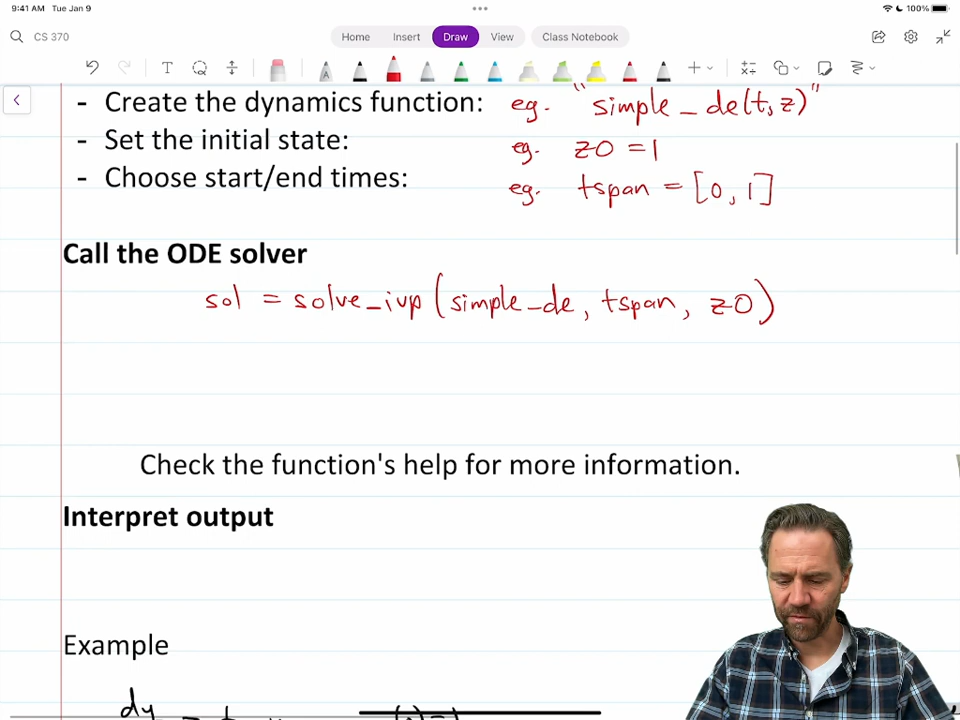 9:41 AM Tue Jan 9
100%
CS 370
Home Insert Draw View Class Notebook
- Create the dynamics function: eg. "simple_de(t, z)"
- Set the initial state: eg. z0 = 1
- Choose start/end times: eg. tspan = [0, 1]
Call the ODE solver
sol = solve_ivp(simple_de, tspan, z0)
Check the function's help for more information.
Interpret output
Example
dy